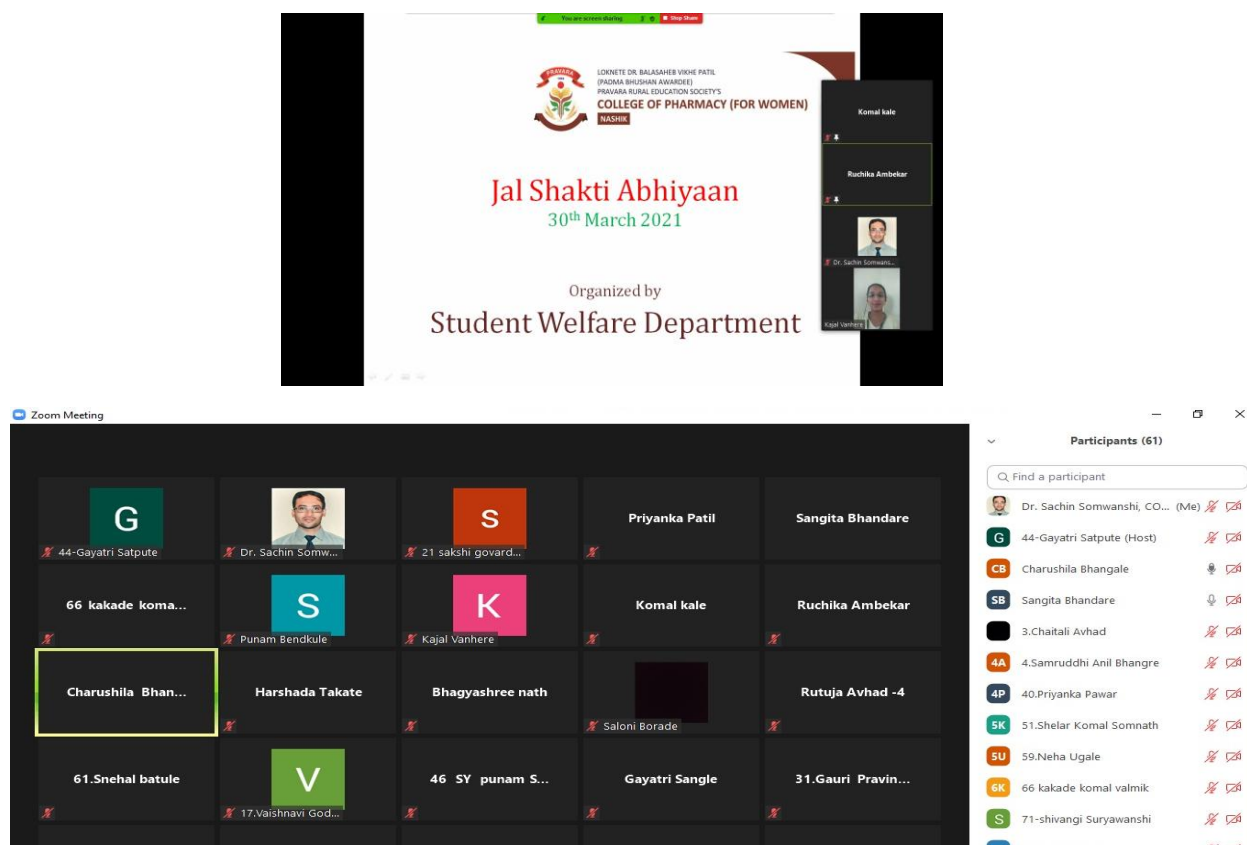 You are screen sharing Stop Share
PRAVARA
LOKNETE DR. BALASAHEB VIKHE PATIL
(PADMA BHUSHAN AWARDEE)
PRAVARA RURAL EDUCATION SOCIETY'S
COLLEGE OF PHARMACY (FOR WOMEN)
NASHIK
Jal Shakti Abhiyaan
30th March 2021
Organized by
Student Welfare Department
Komal kale
Ruchika Ambekar
Dr. Sachin Somwans...
Kajal Vanhere
Zoom Meeting
G
44-Gayatri Satpute
Dr. Sachin Somw...
S
21 sakshi govard...
Priyanka Patil
Sangita Bhandare
66 kakade koma...
S
Punam Bendkule
K
Kajal Vanhere
Komal kale
Ruchika Ambekar
Charushila Bhan...
Harshada Takate
Bhagyashree nath
Saloni Borade
Rutuja Avhad -4
61.Snehal batule
V
17.Vaishnavi God...
46 SY punam S...
Gayatri Sangle
31.Gauri Pravin...
Participants (61)
Find a participant
Dr. Sachin Somwanshi, CO... (Me)
G 44-Gayatri Satpute (Host)
CB Charushila Bhangale
SB Sangita Bhandare
3.Chaitali Avhad
4A 4.Samruddhi Anil Bhangre
4P 40.Priyanka Pawar
5K 51.Shelar Komal Somnath
5U 59.Neha Ugale
6K 66 kakade komal valmik
S 71-shivangi Suryawanshi